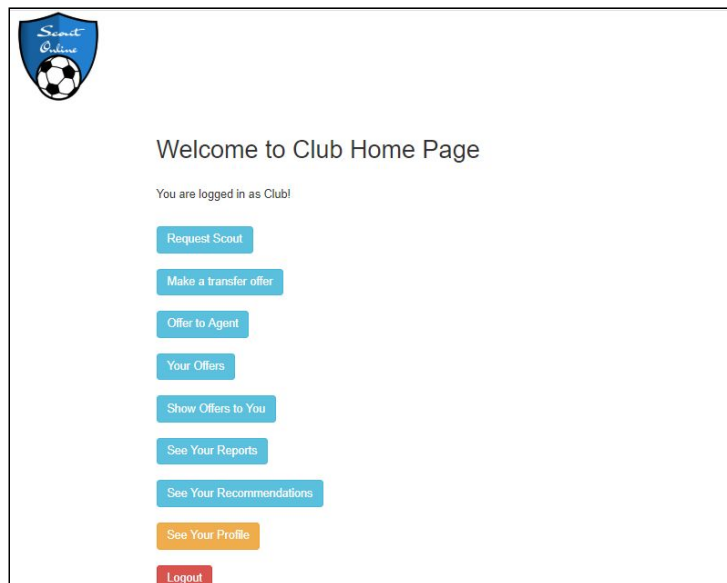 Scout
Online
Welcome to Club Home Page
You are logged in as Club!
Request Scout
Make a transfer offer
Offer to Agent
Your Offers
Show Offers to You
See Your Reports
See Your Recommendations
See Your Profile
Logout